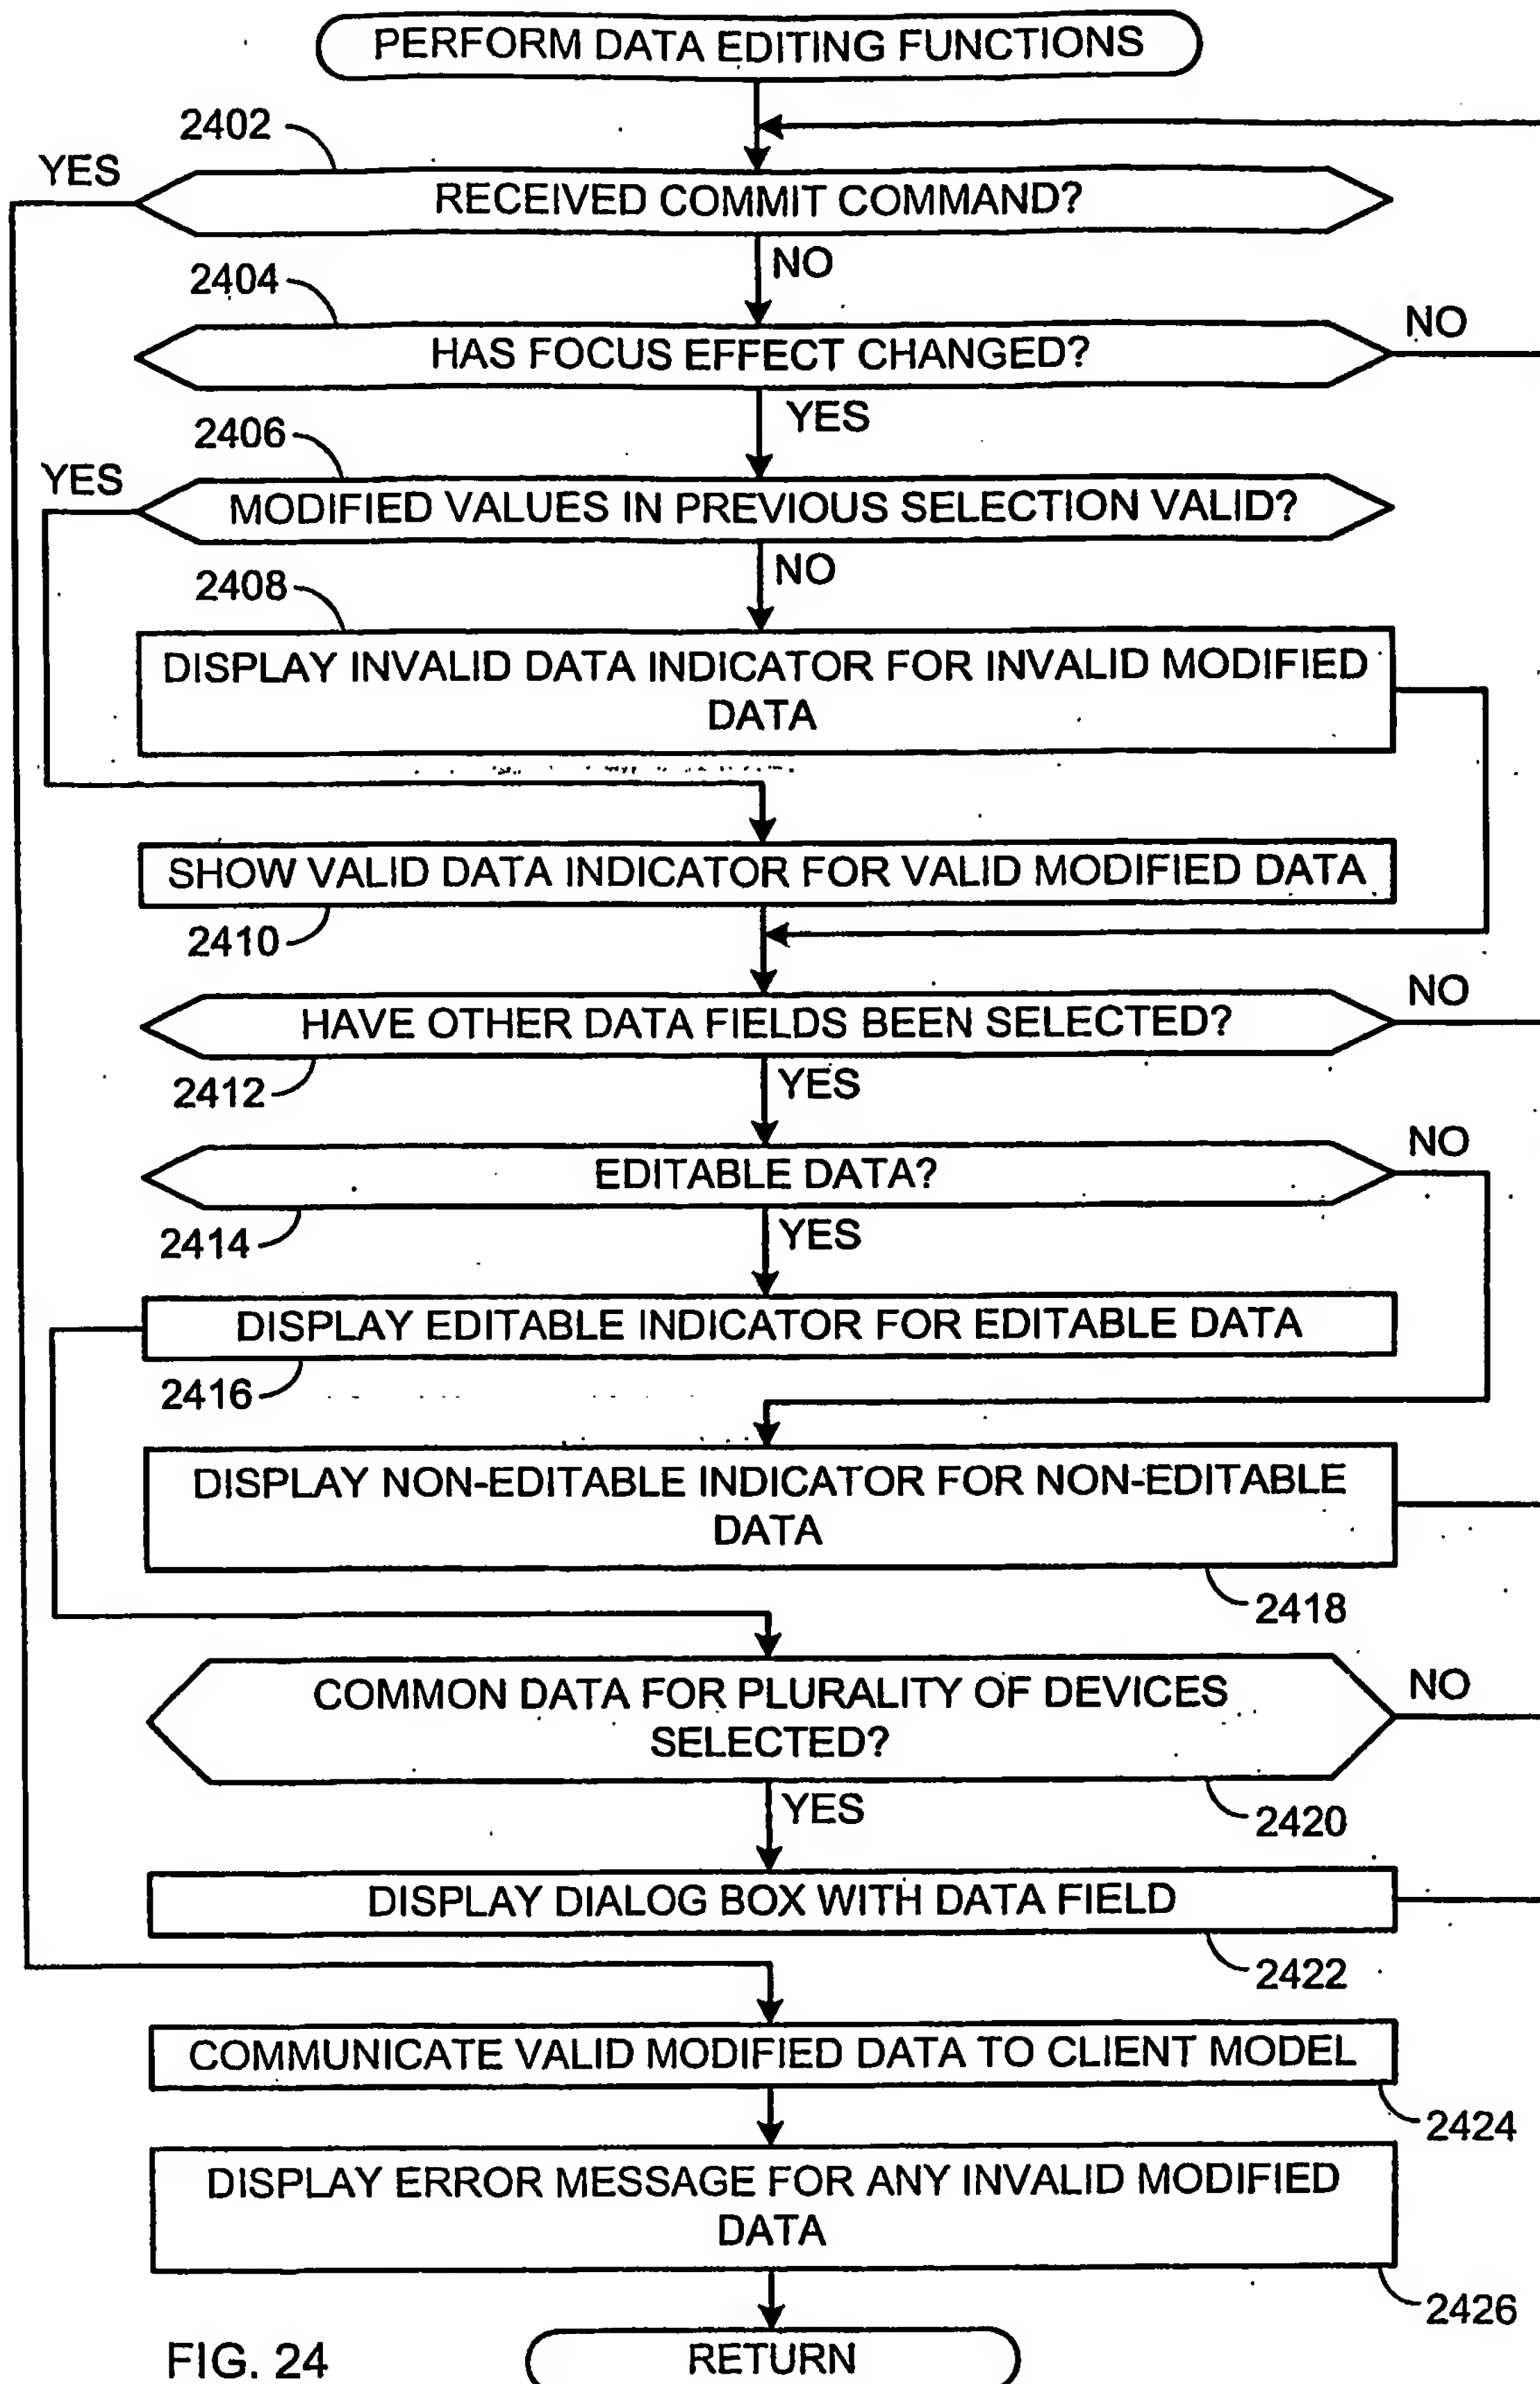 PERFORM DATA EDITING FUNCTIONS
2402
YES
RECEIVED COMMIT COMMAND?
NO
2404
NO
HAS FOCUS EFFECT CHANGED?
YES
2406
YES
MODIFIED VALUES IN PREVIOUS SELECTION VALID?
NO
2408
DISPLAY INVALID DATA INDICATOR FOR INVALID MODIFIED
DATA
SHOW VALID DATA INDICATOR FOR VALID MODIFIED DATA
2410
NO
HAVE OTHER DATA FIELDS BEEN SELECTED?
2412
YES
NO
EDITABLE DATA?
2414
YES
DISPLAY EDITABLE INDICATOR FOR EDITABLE DATA
2416
DISPLAY NON-EDITABLE INDICATOR FOR NON-EDITABLE
DATA
2418
COMMON DATA FOR PLURALITY OF DEVICES
SELECTED?
NO
YES
2420
DISPLAY DIALOG BOX WITH DATA FIELD
2422
COMMUNICATE VALID MODIFIED DATA TO CLIENT MODEL
2424
DISPLAY ERROR MESSAGE FOR ANY INVALID MODIFIED
DATA
2426
FIG. 24
RETURN